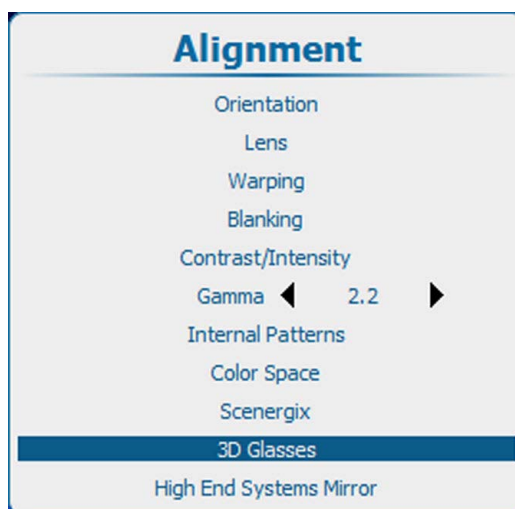 Alignment
Orientation
Lens
Warping
Blanking
Contrast/Intensity
Gamma 2.2
Internal Patterns
Color Space
Scenergix
3D Glasses
High End Systems Mirror